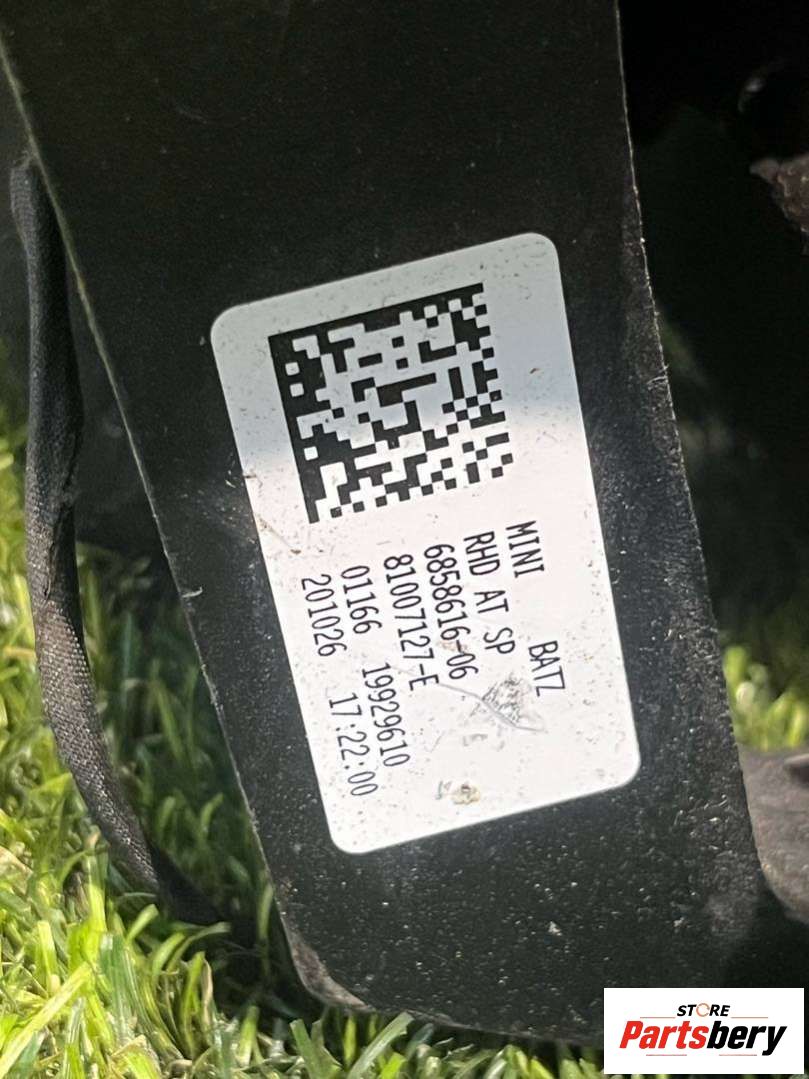 MINI BATZ
RHD AT SP
6858616-06
81007127-E
01166 19929610
201026 17:22:00
STORE
Partsbery